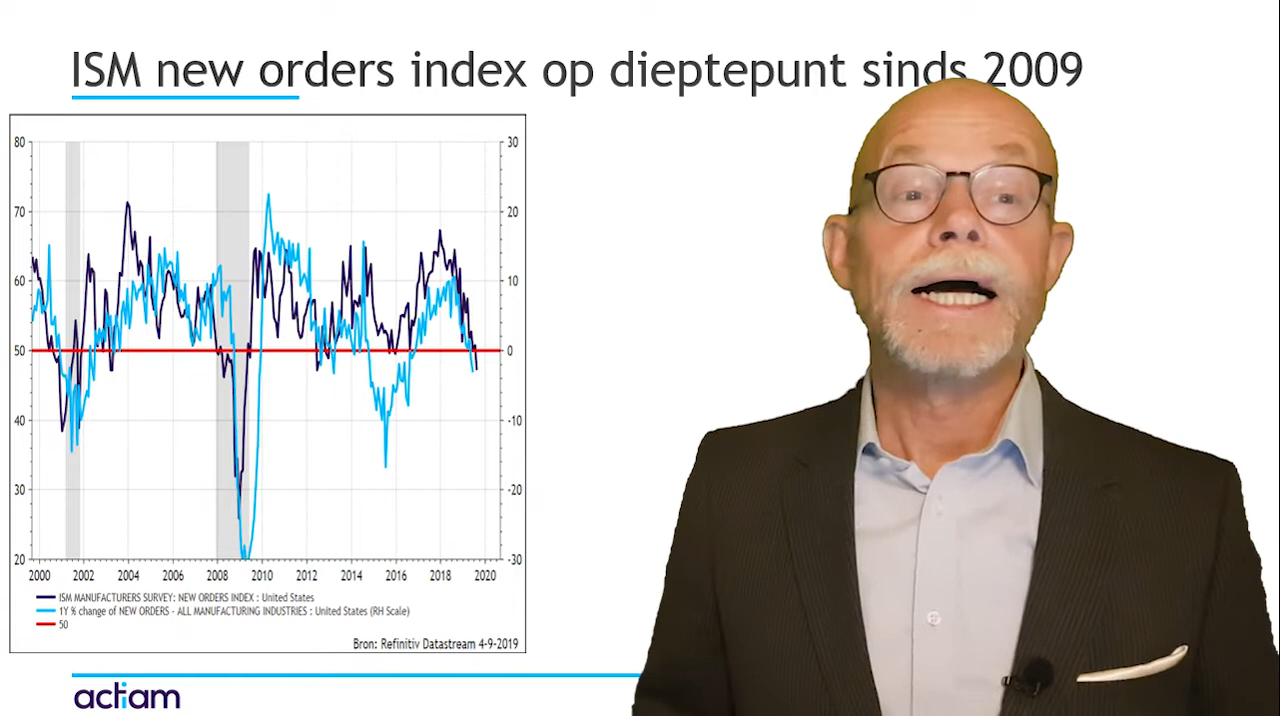 ISM new orders index op dieptepunt sinds 2009
80 30
70 20
60 10
50 0
40 -10
30 -20
20 -30
2000 2002 2004 2006 2008 2010 2012 2014 2016 2018 2020
ISM MANUFACTURERS SURVEY: NEW ORDERS INDEX : United States
1Y % change of NEW ORDERS - ALL MANUFACTURING INDUSTRIES : United States (RH Scale)
50
Bron: Refinitiv Datastream 4-9-2019
actiam